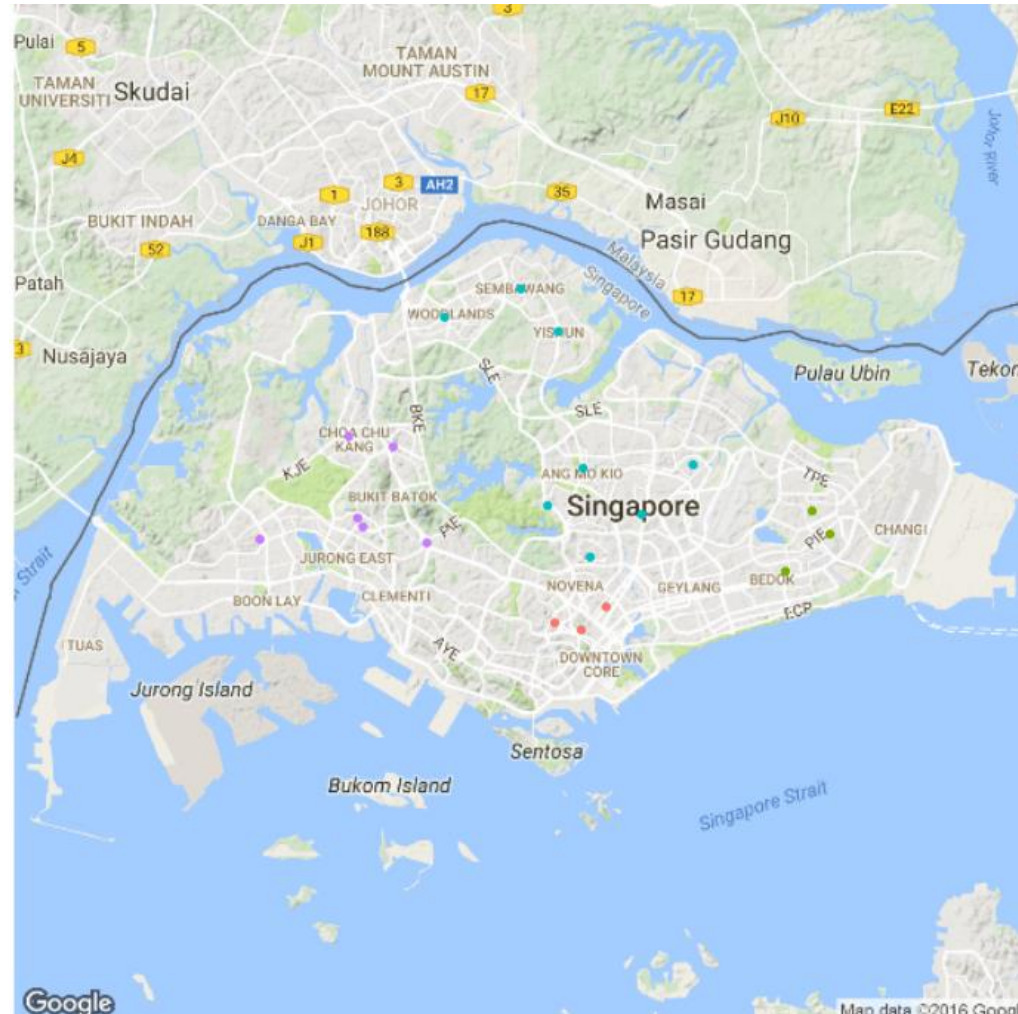 3
Pulai
5
TAMAN
MOUNT AUSTIN
TAMAN
UNIVERSITI
Skudai
17
E22
J10
Johor River
J4
3
AH2
1
35
JOHOR
Masai
BUKIT INDAH
DANGA BAY
188
J1
52
Pasir Gudang
Malaysia
Singapore
Patah
SEMBAWANG
17
WOODLANDS
YISHUN
3
Nusajaya
SLE
Pulau Ubin
Tekon
BKE
SLE
CHOA CHU
KANG
KJE
ANG MO KIO
TPE
BUKIT BATOK
Singapore
PIE
PIE
CHANGI
JURONG EAST
Strait
NOVENA
GEYLANG
BEDOK
BOON LAY
CLEMENTI
ECP
TUAS
AYE
DOWNTOWN
CORE
Jurong Island
Sentosa
Bukom Island
Singapore Strait
Google
Map data ©2016 Googl